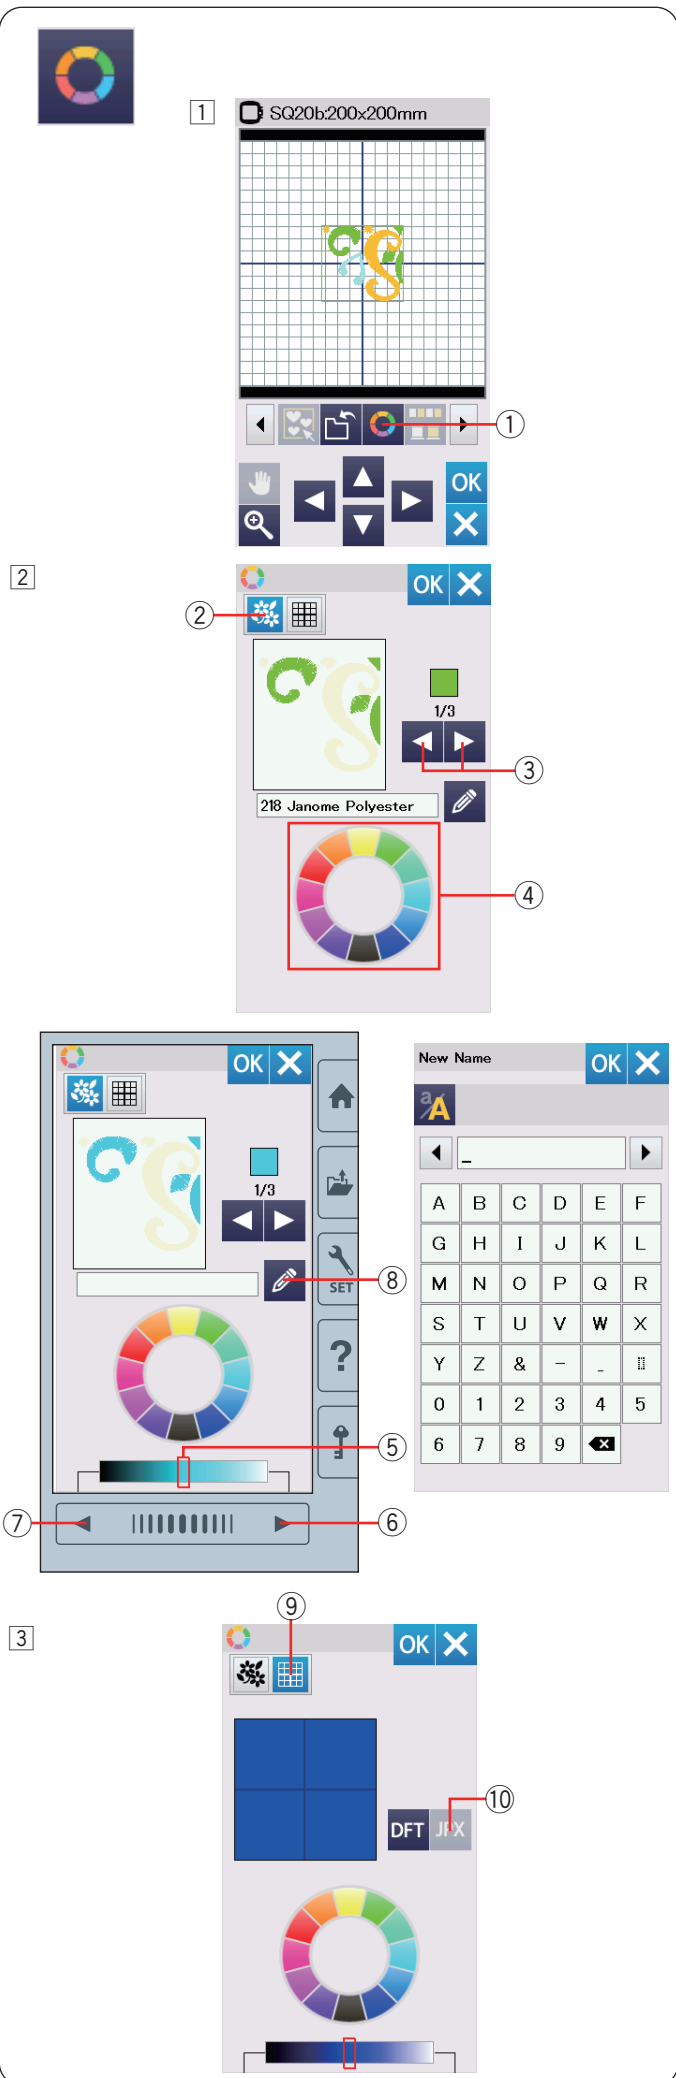 1
SQ20b:200x200mm
①
OK
2
OK
②
1/3
③
218 Janome Polyester
④
OK
1/3
SET
?
⑧
⑤
⑦
⑥
New Name
OK
a/A
_
A B C D E F
G H I J K L
M N O P Q R
S T U V W X
Y Z & - _
0 1 2 3 4 5
6 7 8 9
⑨
3
OK
⑩
DFT JPX